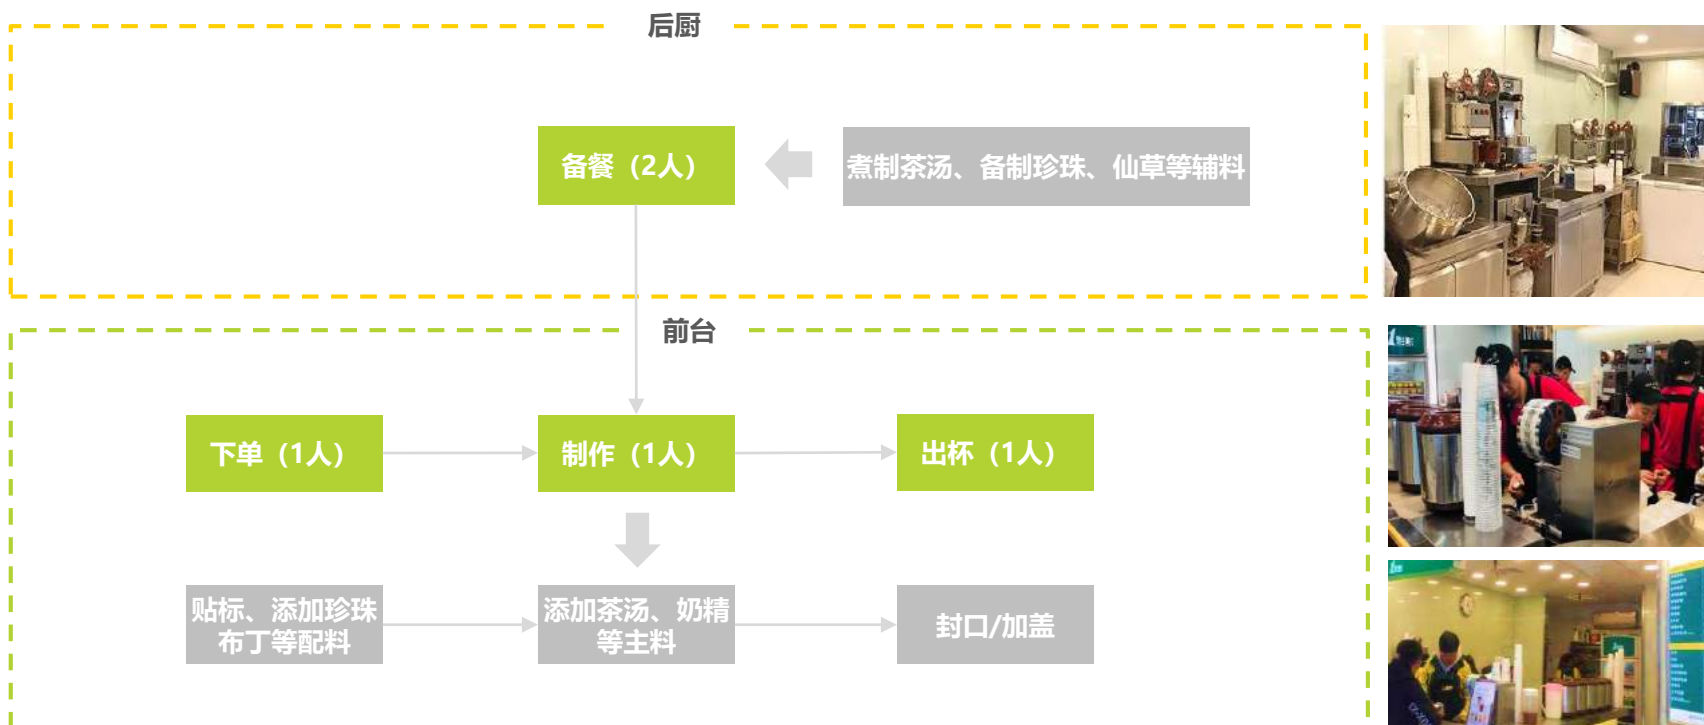 后厨
备餐（2人）
煮制茶汤、备制珍珠、仙草等辅料
前台
下单（1人）
制作（1人）
出杯（1人）
贴标、添加珍珠
布丁等配料
添加茶汤、奶精
等主料
封口/加盖